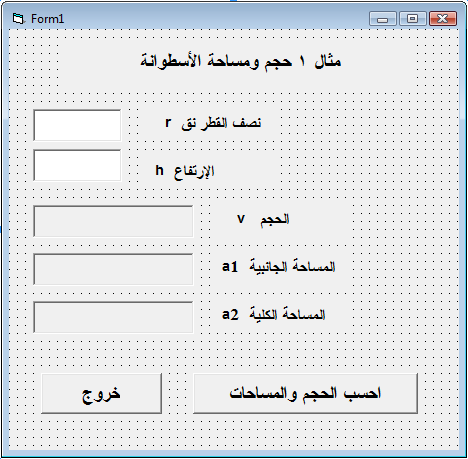 Form1
مثال ١ حجم ومساحة الأسطوانة
نصف القطر نق r
الإرتفاع h
الحجم v
المساحة الجانبية a1
المساحة الكلية a2
احسب الحجم والمساحات
خروج